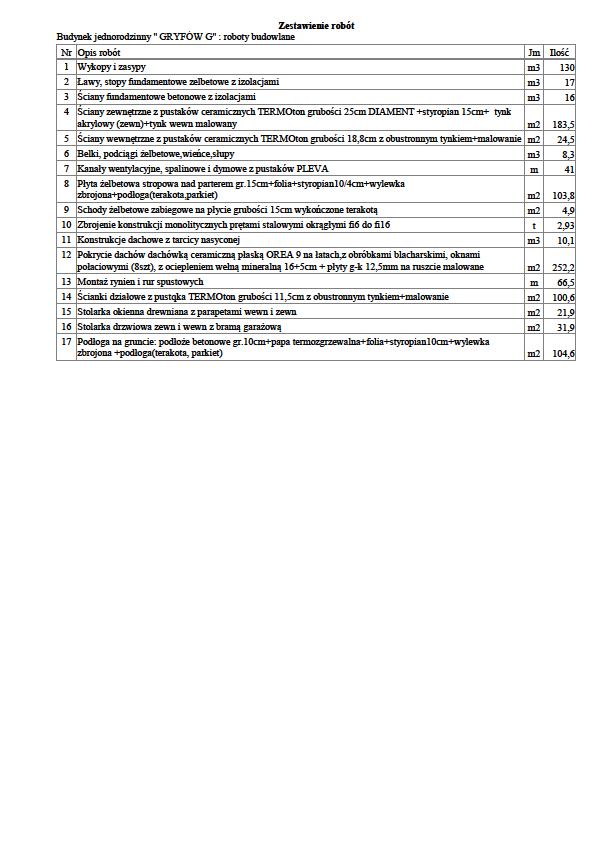 Zestawienie robót
Budynek jednorodzinny " GRYFÓW G" : roboty budowlane
Nr Opis robót Jm Ilość
1 Wykopy i zasypy m3 130
2 Ławy, stopy fundamentowe żelbetowe z izolacjami m3 17
3 Ściany fundamentowe betonowe z izolacjami m3 16
4 Ściany zewnętrzne z pustaków ceramicznych TERMOton grubości 25cm DIAMENT +styropian 15cm+ tynk
akrylowy (zewn)+tynk wewn malowany m2 183,5
5 Ściany wewnętrzne z pustaków ceramicznych TERMOton grubości 18,8cm z obustronnym tynkiem+malowanie m2 24,5
6 Belki, podciągi żelbetowe,wieńce,słupy m3 8,3
7 Kanały wentylacyjne, spalinowe i dymowe z pustaków PLEVA m 41
8 Płyta żelbetowa stropowa nad parterem gr.15cm+folia+styropian10/4cm+wylewka
zbrojona+podłoga(terakota,parkiet) m2 103,8
9 Schody żelbetowe zabiegowe na płycie grubości 15cm wykończone terakotą m2 4,9
10 Zbrojenie konstrukcji monolitycznych prętami stalowymi okrągłymi fi6 do fi16 t 2,93
11 Konstrukcje dachowe z tarcicy nasyconej m3 10,1
12 Pokrycie dachów dachówką ceramiczną płaską OREA 9 na łatach,z obróbkami blacharskimi, oknami
połaciowymi (8szt), z ociepleniem wełną mineralną 16+5cm + płyty g-k 12,5mm na ruszcie malowane m2 252,2
13 Montaż rynien i rur spustowych m 66,5
14 Ścianki działowe z pustąka TERMOton grubości 11,5cm z obustronnym tynkiem+malowanie m2 100,6
15 Stolarka okienna drewniana z parapetami wewn i zewn m2 21,9
16 Stolarka drzwiowa zewn i wewn z bramą garażową m2 31,9
17 Podłoga na gruncie: podłoże betonowe gr.10cm+papa termozgrzewalna+folia+styropian10cm+wylewka
zbrojona +podłoga(terakota, parkiet) m2 104,6